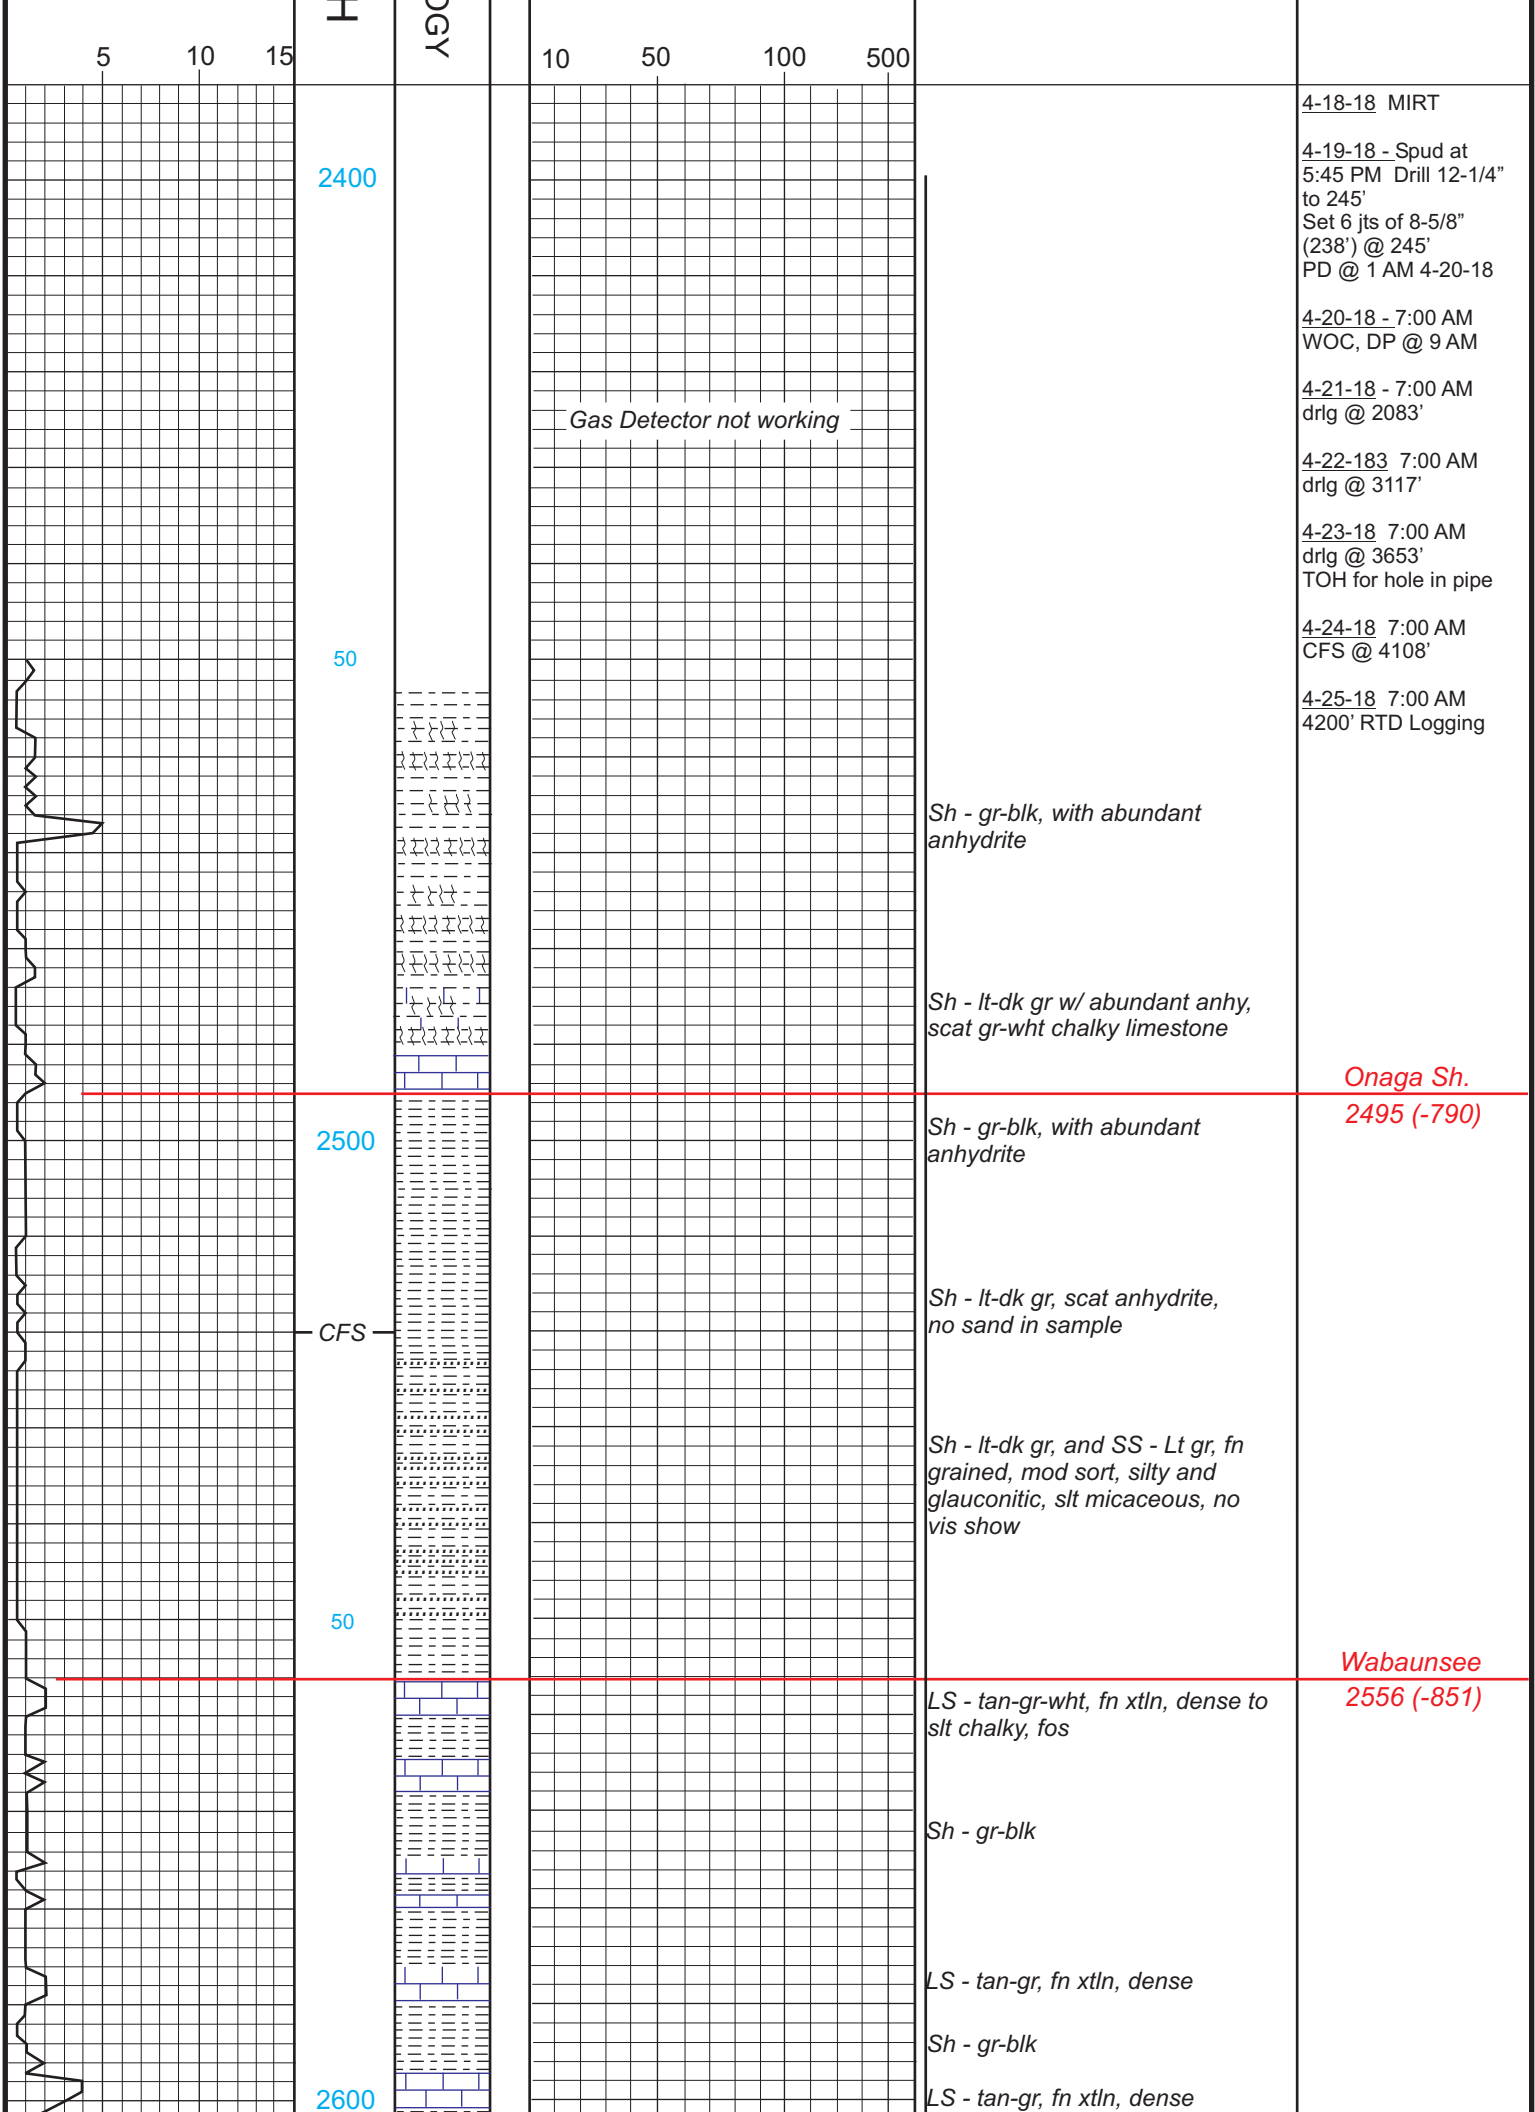 H
OGY
5 10 15
10 50 100 500
4-18-18 MIRT
4-19-18 - Spud at
5:45 PM Drill 12-1/4”
to 245’
Set 6 jts of 8-5/8”
(238’) @ 245’
PD @ 1 AM 4-20-18
4-20-18 - 7:00 AM
WOC, DP @ 9 AM
4-21-18 - 7:00 AM
drlg @ 2083’
4-22-183 7:00 AM
drlg @ 3117’
4-23-18 7:00 AM
drlg @ 3653’
TOH for hole in pipe
4-24-18 7:00 AM
CFS @ 4108’
4-25-18 7:00 AM
4200’ RTD Logging
2400
Gas Detector not working
50
Sh - gr-blk, with abundant
anhydrite
Sh - lt-dk gr w/ abundant anhy,
scat gr-wht chalky limestone
Onaga Sh.
2495 (-790)
2500
Sh - gr-blk, with abundant
anhydrite
Sh - lt-dk gr, scat anhydrite,
no sand in sample
CFS
Sh - lt-dk gr, and SS - Lt gr, fn
grained, mod sort, silty and
glauconitic, slt micaceous, no
vis show
50
Wabaunsee
2556 (-851)
LS - tan-gr-wht, fn xtln, dense to
slt chalky, fos
Sh - gr-blk
LS - tan-gr, fn xtln, dense
Sh - gr-blk
2600
LS - tan-gr, fn xtln, dense